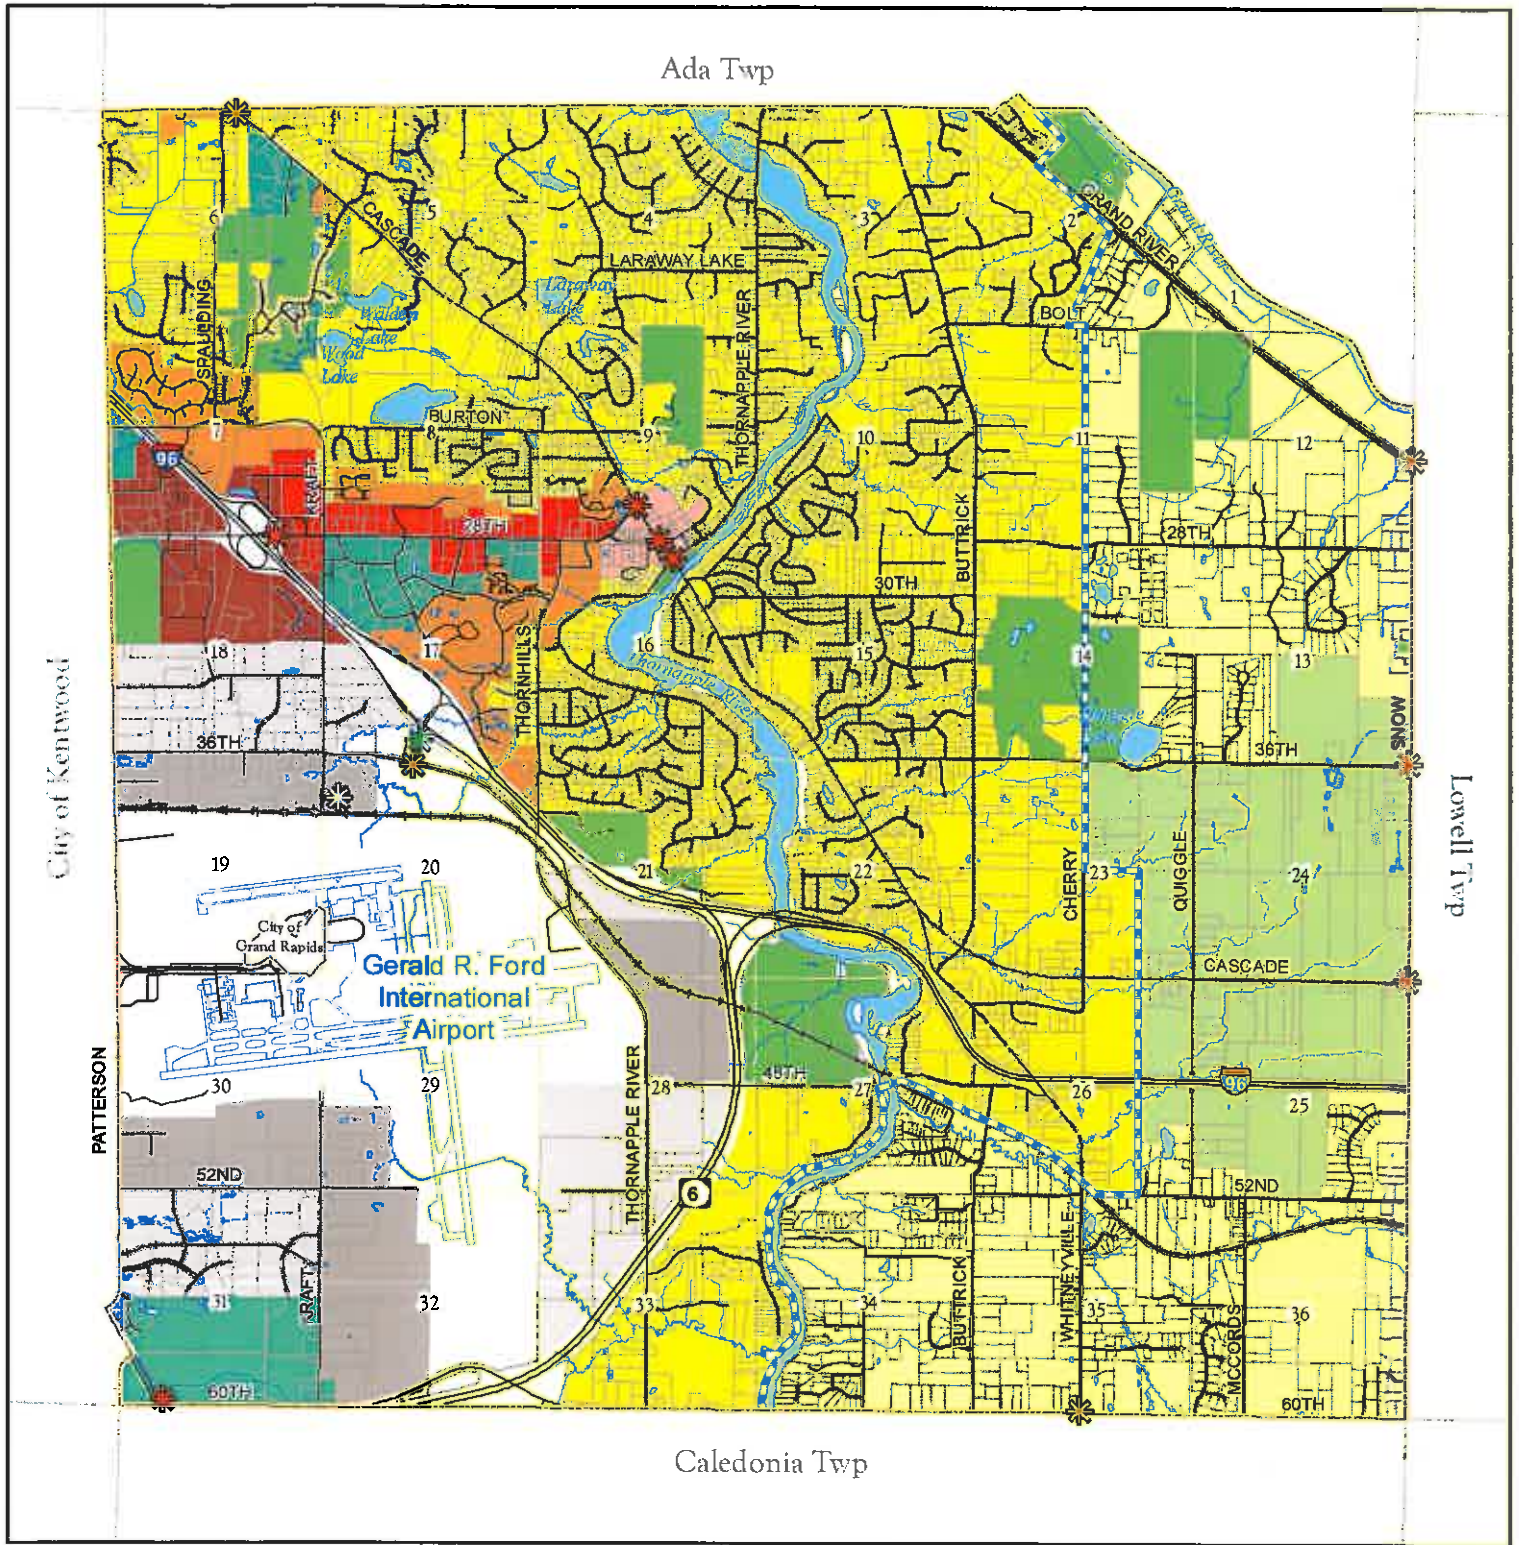 Ada Twp
CASCADE
GRAND RIVER
Grand River
6
5
4
3
2
1
LARAWAY LAKE
Laraway
Lake
SPAULDING
Walden
Lake
Wood
Lake
THORNAPPLE RIVER
BOLT
BURTON
7
8
9
10
11
12
96
KRAFT
28TH
28TH
BUTTRICK
30TH
THORNHILLS
18
17
16
15
14
13
Thornapple River
City of Kentwood
36TH
36TH
SNOW
Lowell Twp
19
20
21
22
23
24
CHERRY
QUIGGLE
City of
Grand Rapids
Gerald R. Ford
International
Airport
CASCADE
PATTERSON
30
29
28
48TH
27
26
96
25
THORNAPPLE RIVER
52ND
52ND
6
31
RAFT
32
33
34
BUTTRICK
WHITNEYVILLE
35
MCCORDS
36
60TH
60TH
Caledonia Twp